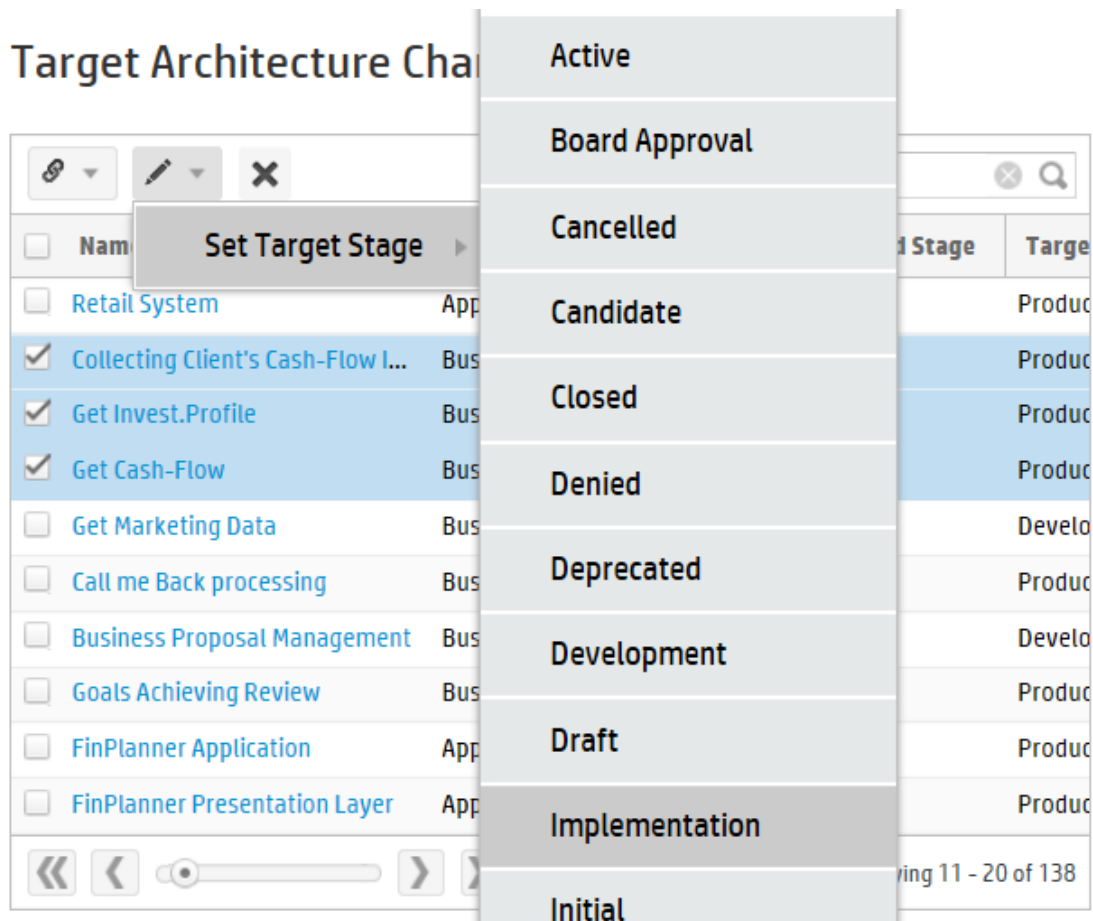 Target Architecture Cha
Active
Board Approval
Cancelled
Candidate
Closed
Denied
Deprecated
Development
Draft
Implementation
Initial
Set Target Stage
Nam
d Stage
Targe
Retail System App Produc
Collecting Client's Cash-Flow I... Bus Produc
Get Invest.Profile Bus Produc
Get Cash-Flow Bus Produc
Get Marketing Data Bus Develo
Call me Back processing Bus Produc
Business Proposal Management Bus Develo
Goals Achieving Review Bus Produc
FinPlanner Application App Produc
FinPlanner Presentation Layer App Produc
ving 11 - 20 of 138